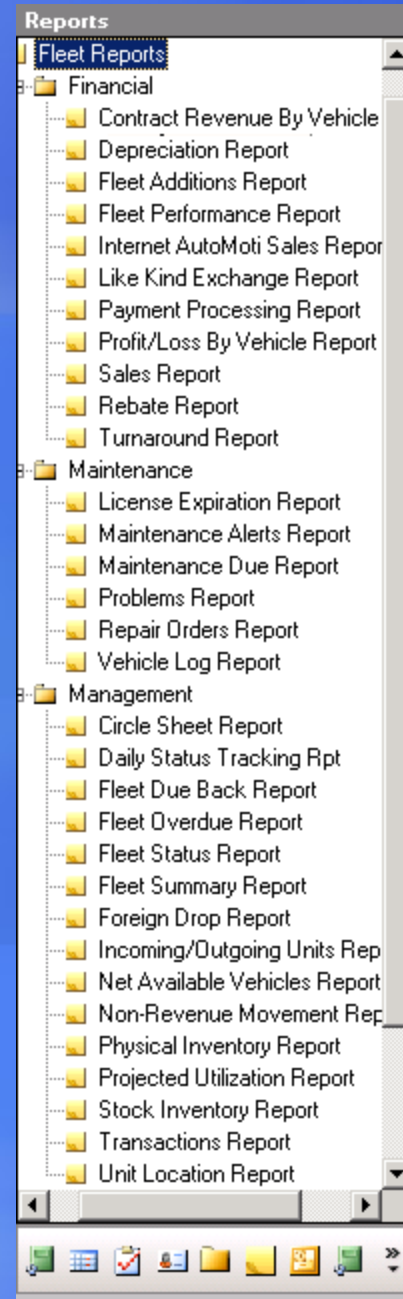 Reports
Fleet Reports
Financial
Contract Revenue By Vehicle
Depreciation Report
Fleet Additions Report
Fleet Performance Report
Internet AutoMoti Sales Repor
Like Kind Exchange Report
Payment Processing Report
Profit/Loss By Vehicle Report
Sales Report
Rebate Report
Turnaround Report
Maintenance
License Expiration Report
Maintenance Alerts Report
Maintenance Due Report
Problems Report
Repair Orders Report
Vehicle Log Report
Management
Circle Sheet Report
Daily Status Tracking Rpt
Fleet Due Back Report
Fleet Overdue Report
Fleet Status Report
Fleet Summary Report
Foreign Drop Report
Incoming/Outgoing Units Rep
Net Available Vehicles Report
Non-Revenue Movement Rep
Physical Inventory Report
Projected Utilization Report
Stock Inventory Report
Transactions Report
Unit Location Report